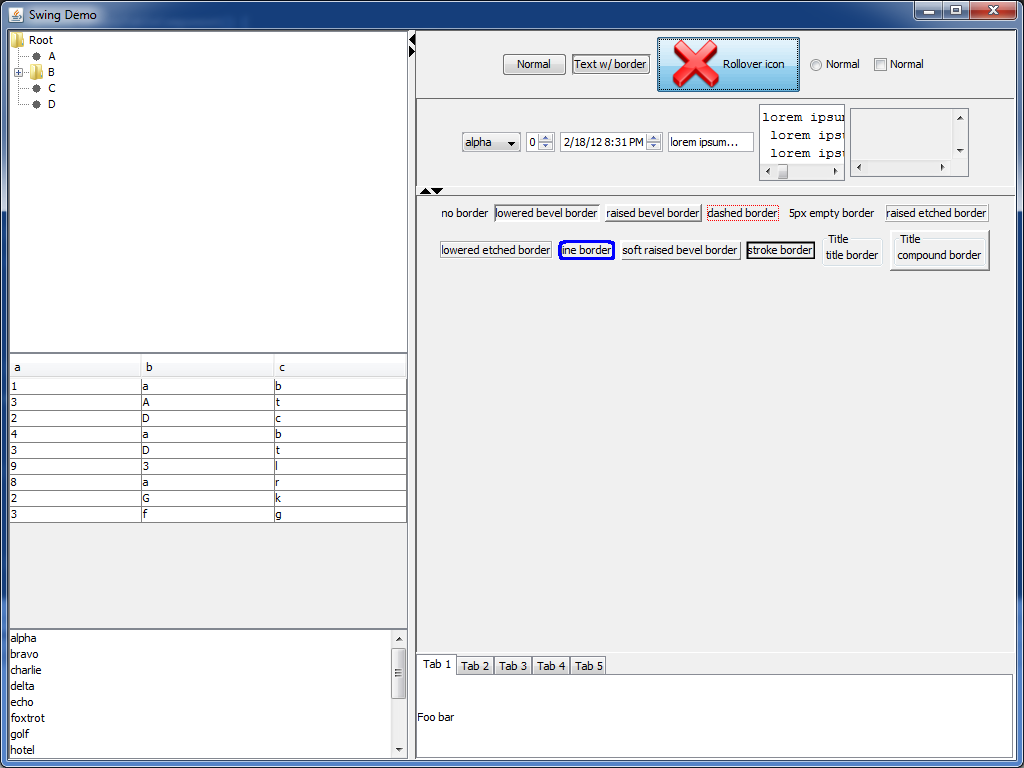 Swing Demo
Root
A
B
C
D
a b c
1 a b
3 A t
2 D c
4 a b
3 D t
9 3 l
8 a r
2 G k
3 f g
alpha
bravo
charlie
delta
echo
foxtrot
golf
hotel
Normal Text w/ border Rollover icon Normal Normal
alpha 0 2/18/12 8:31 PM lorem ipsum...
lorem ipsu
lorem ips
lorem ips
no border lowered bevel border raised bevel border dashed border 5px empty border raised etched border
lowered etched border ine border soft raised bevel border stroke border
Title
title border
Title
compound border
Tab 1 Tab 2 Tab 3 Tab 4 Tab 5
Foo bar